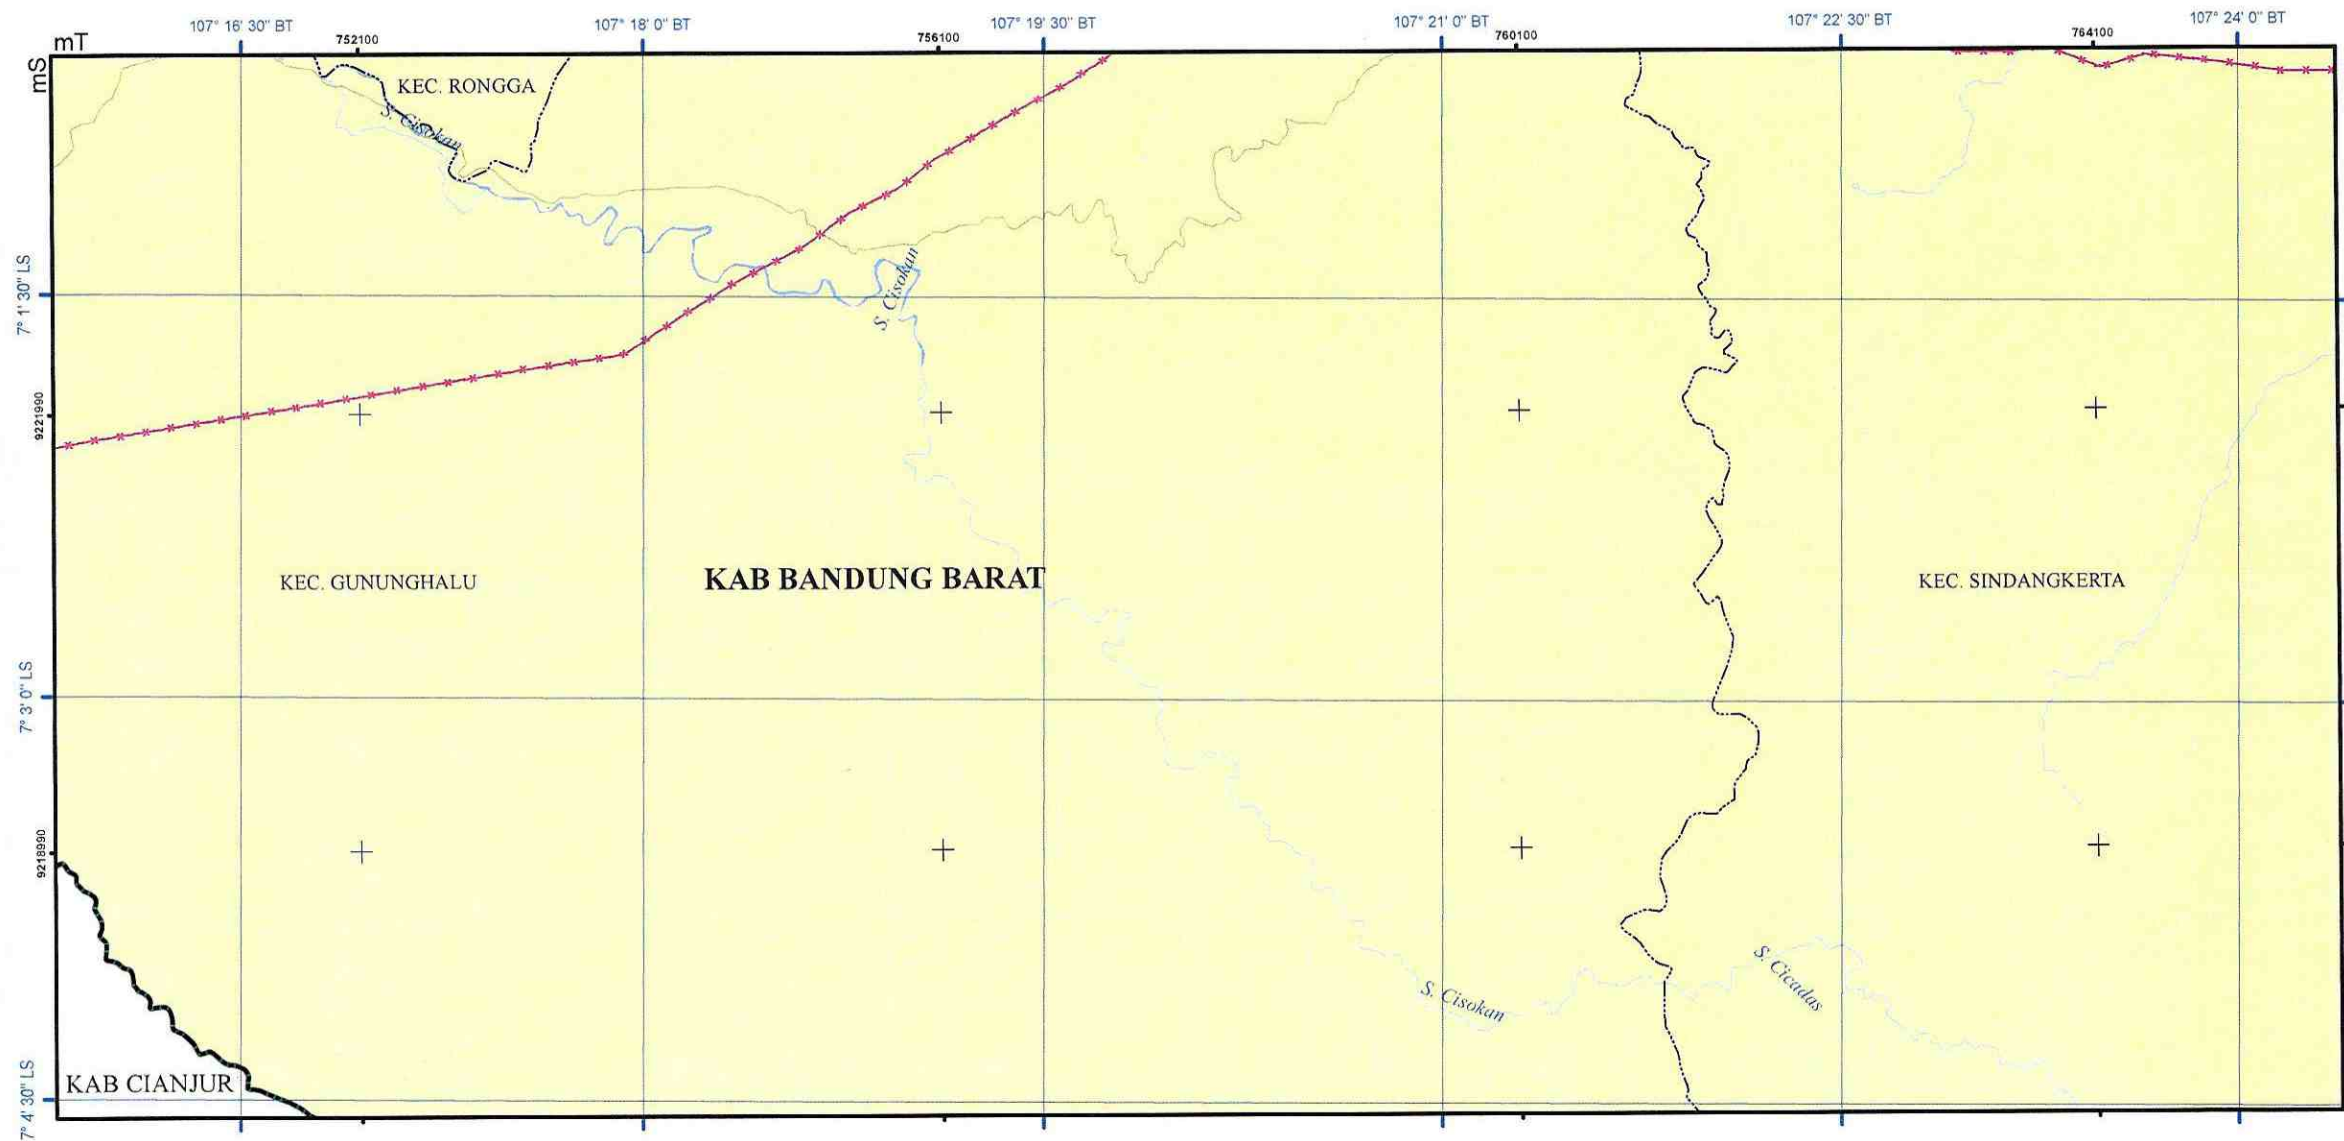 107° 16' 30" BT
107° 18' 0" BT
107° 19' 30" BT
107° 21' 0" BT
107° 22' 30" BT
107° 24' 0" BT
mT
752100
756100
760100
764100
mS
KEC. RONGGA
S. Cisokan
S. Cisokan
7° 1' 30" LS
9221990
KEC. GUNUNGHALU
KAB BANDUNG BARAT
KEC. SINDANGKERTA
7° 3' 0" LS
9218990
S. Cisokan
S. Cicadas
KAB CIANJUR
7° 4' 30" LS